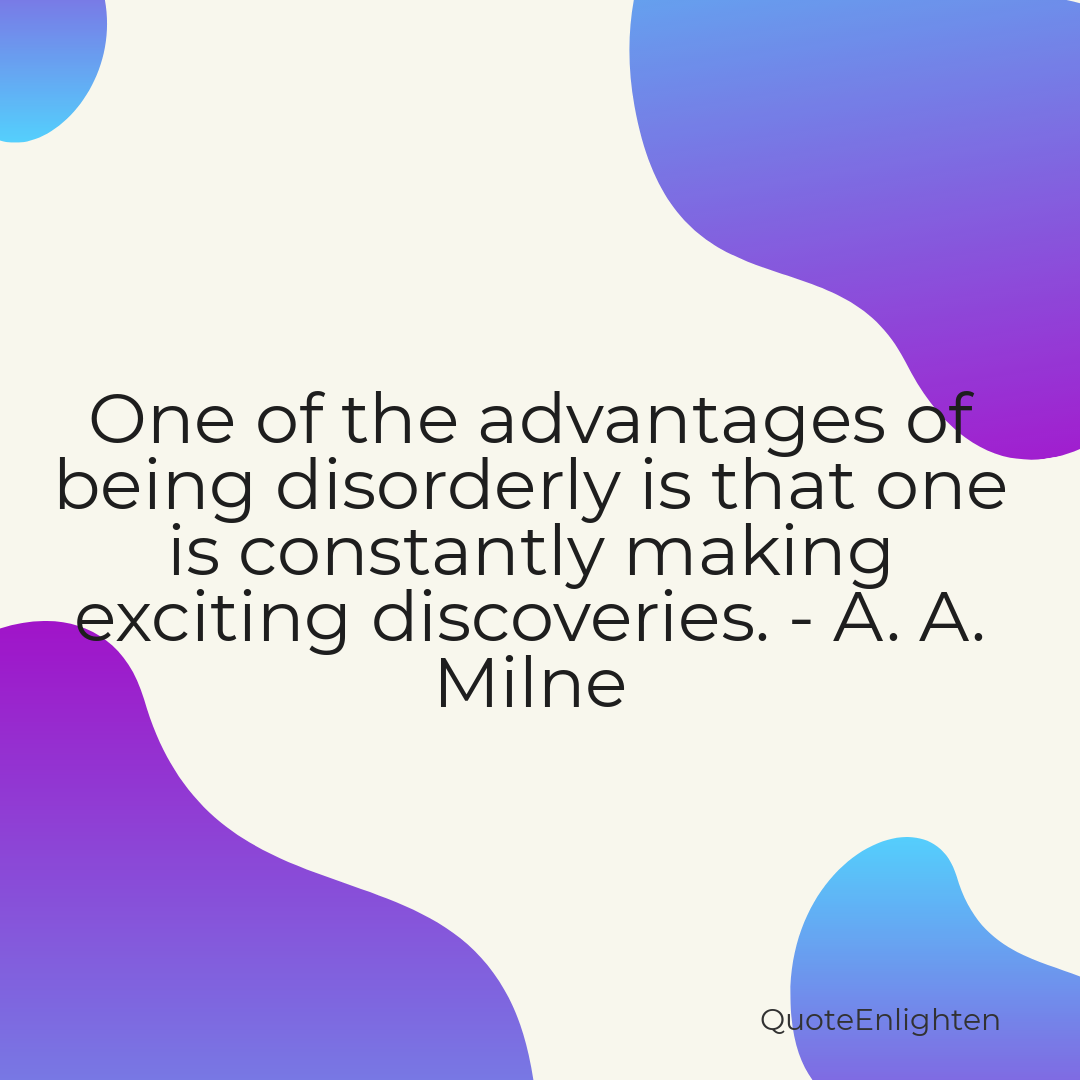 One of the advantages of
being disorderly is that one
is constantly making
exciting discoveries. - A. A.
Milne
QuoteEnlighten